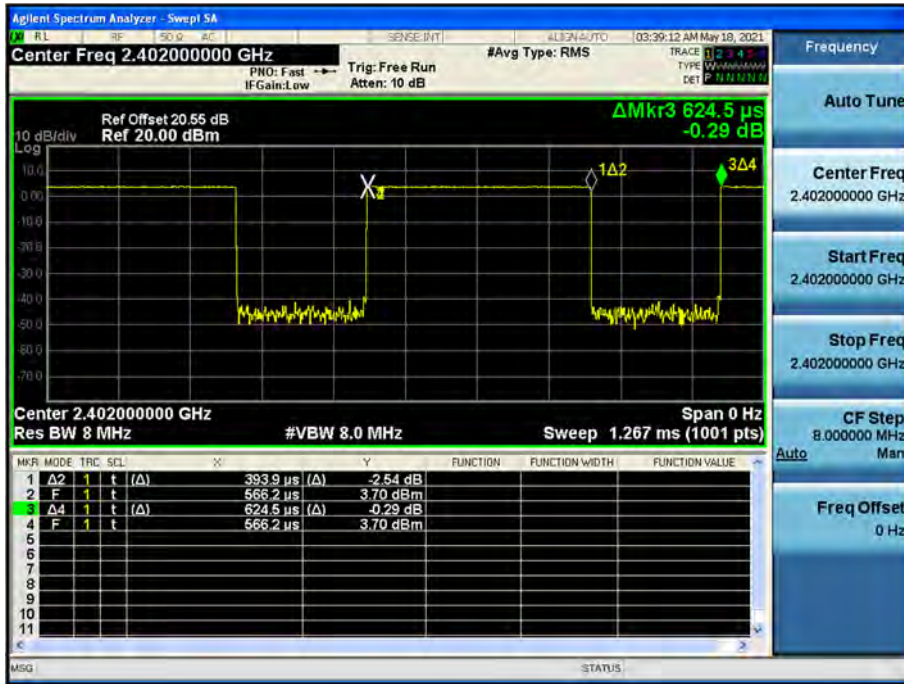 Agilent Spectrum Analyzer - Swept SA
RL RF 50 Ω AC SENSE:INT ALIGN AUTO 03:39:12 AM May 18, 2021
Center Freq 2.402000000 GHz #Avg Type: RMS TRACE 1 2 3 4 5 6
PNO: Fast Trig: Free Run TYPE
IFGain:Low Atten: 10 dB DET P N N N N N
Frequency
Auto Tune
ΔMkr3 624.5 µs
-0.29 dB
Ref Offset 20.55 dB
10 dB/div Ref 20.00 dBm
Log
10.0
0.00
-10.0
-20.0
-30.0
-40.0
-50.0
-60.0
-70.0
1Δ2
3Δ4
2
Center 2.402000000 GHz Span 0 Hz
Res BW 8 MHz #VBW 8.0 MHz Sweep 1.267 ms (1001 pts)
MKR MODE TRC SCL X Y FUNCTION FUNCTION WIDTH FUNCTION VALUE
1 Δ2 1 t (Δ) 393.9 µs (Δ) -2.54 dB
2 F 1 t 566.2 µs 3.70 dBm
3 Δ4 1 t (Δ) 624.5 µs (Δ) -0.29 dB
4 F 1 t 566.2 µs 3.70 dBm
5
6
7
8
9
10
11
Center Freq
2.402000000 GHz
Start Freq
2.402000000 GHz
Stop Freq
2.402000000 GHz
CF Step
8.000000 MHz
Auto Man
Freq Offset
0 Hz
MSG STATUS